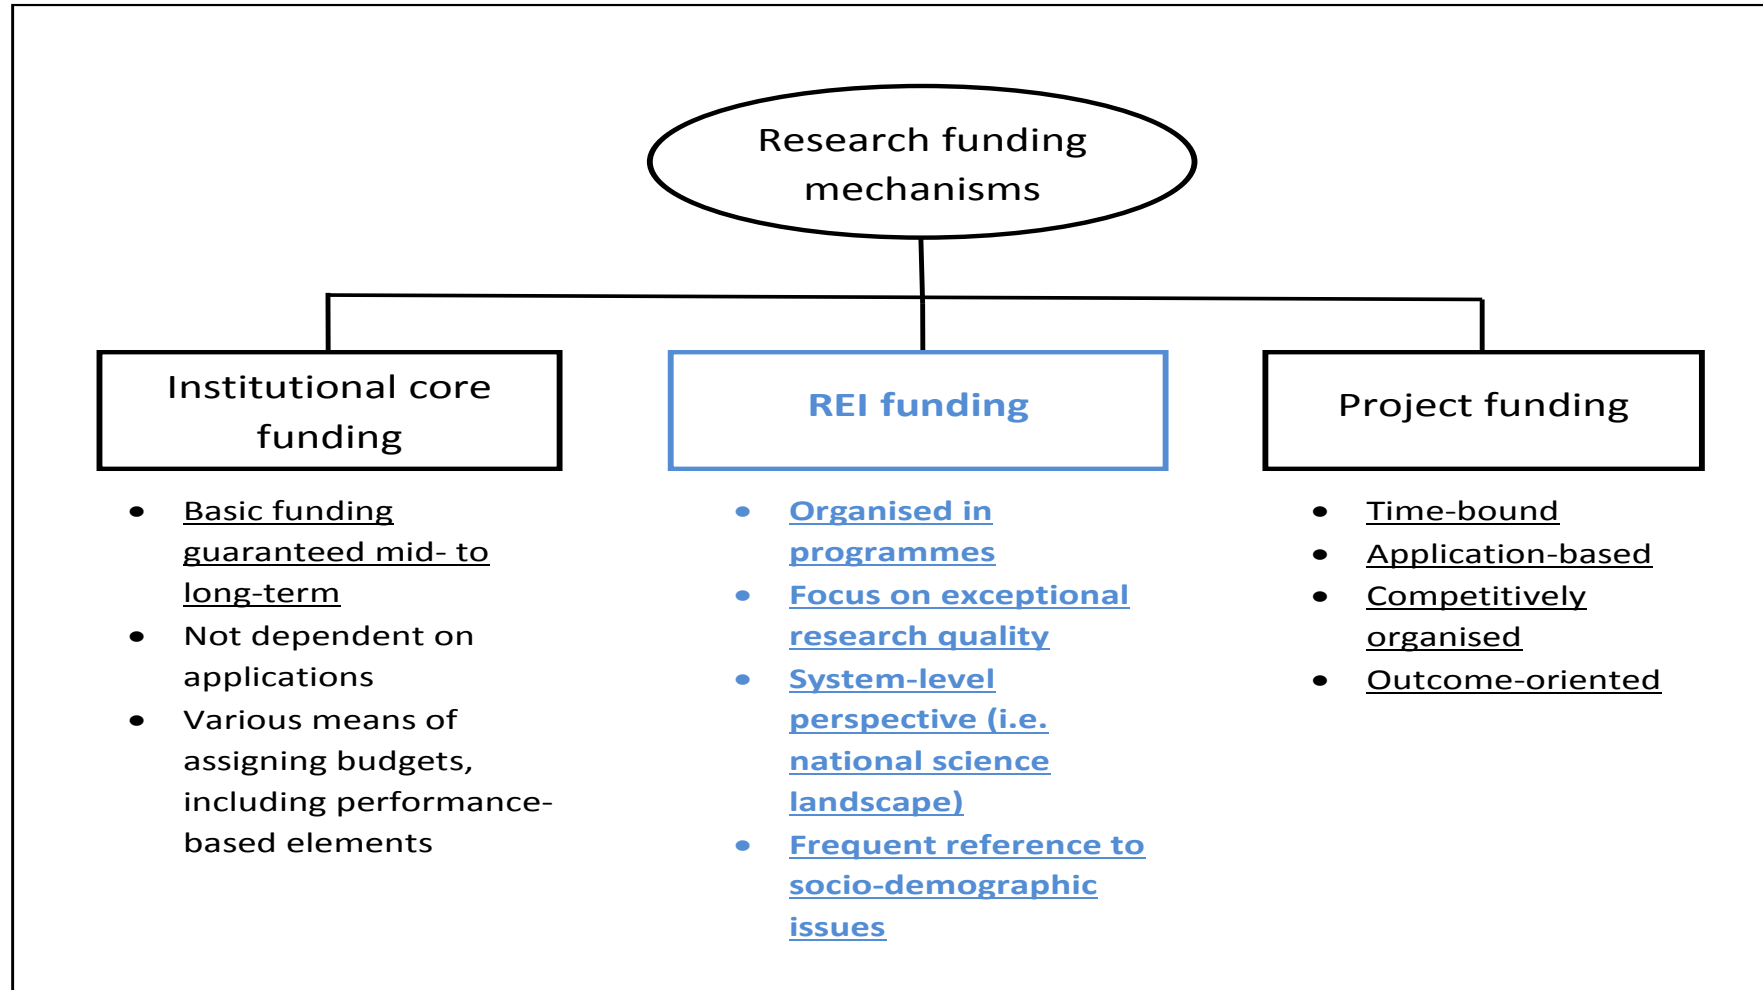 Research funding
mechanisms
Institutional core
funding
• Basic funding
guaranteed mid- to
long-term
• Not dependent on
applications
• Various means of
assigning budgets,
including performance-
based elements
REI funding
• Organised in
programmes
• Focus on exceptional
research quality
• System-level
perspective (i.e.
national science
landscape)
• Frequent reference to
socio-demographic
issues
Project funding
• Time-bound
• Application-based
• Competitively
organised
• Outcome-oriented